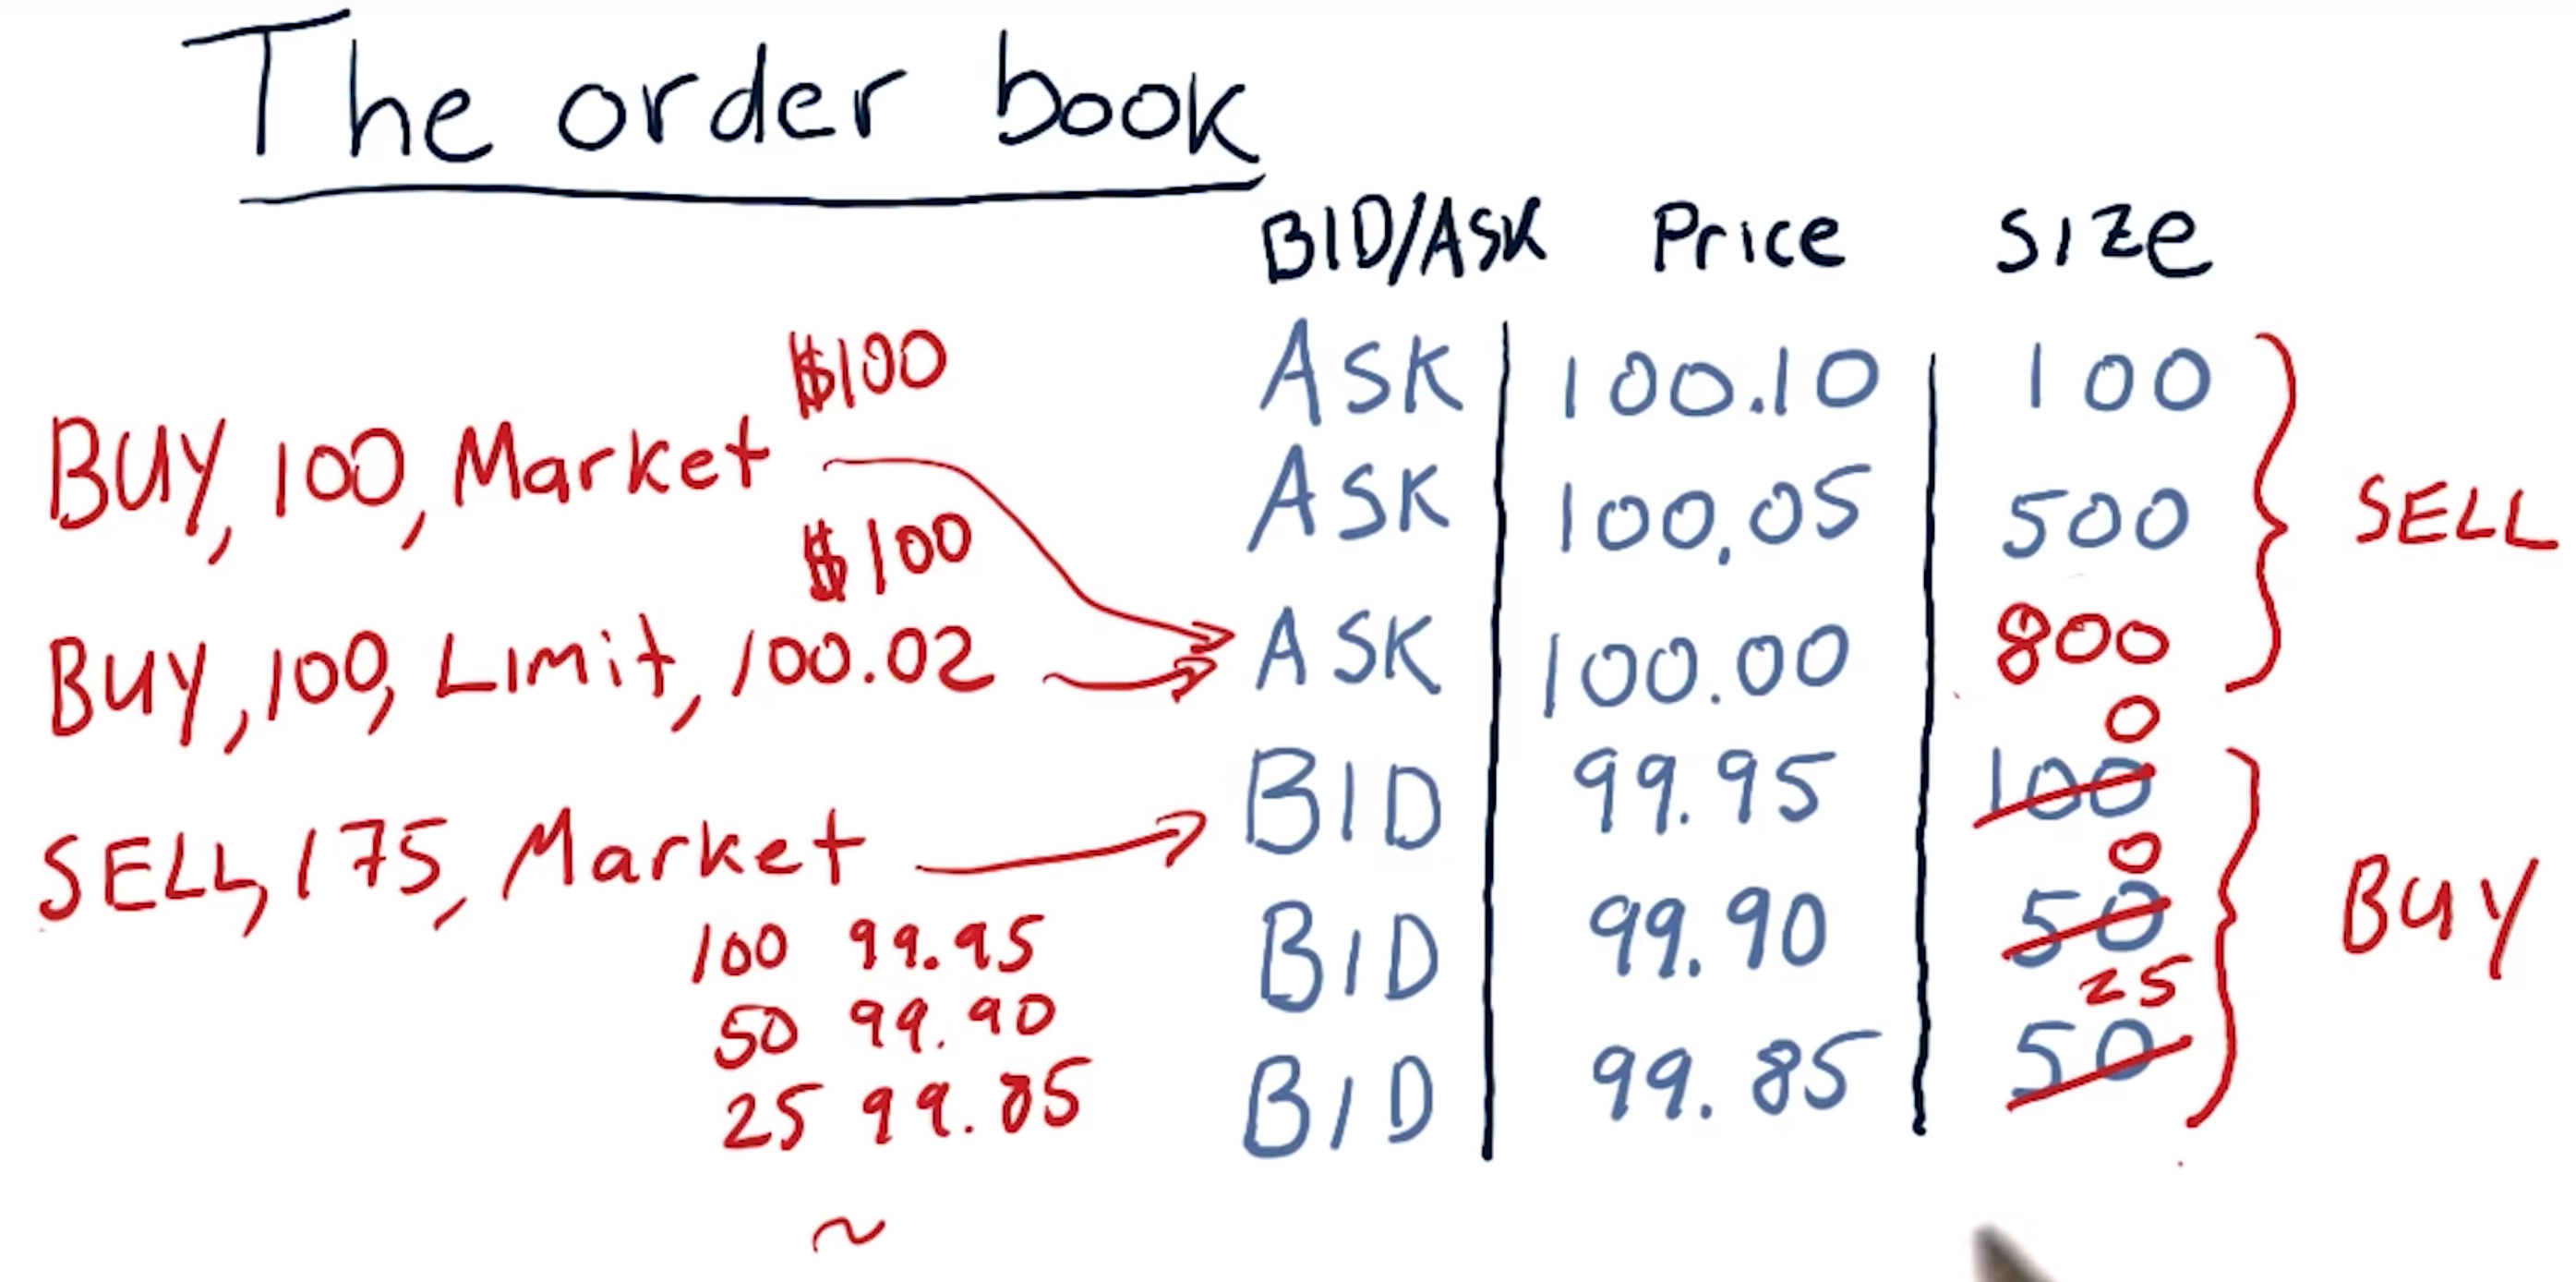 The order book
BID/ASK Price SIZE
$100
BUY, 100, Market
$100
BUY, 100, Limit, 100.02
SELL, 175, Market
100 99.95
50 99.90
25 99.85
~
ASK 100.10 100
ASK 100.05 500
ASK 100.00 800
0
BID 99.95 100
0
BID 99.90 50
25
BID 99.85 50
SELL
BUY